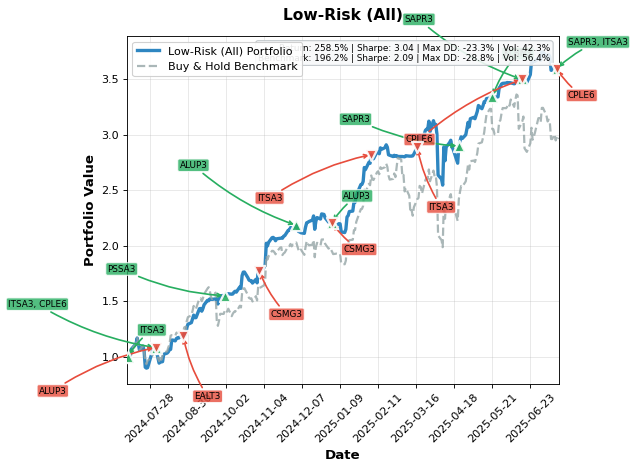 Low-Risk (All)
SAPR3
SAPR3, ITSA3
258.5% | Sharpe: 3.04 | Max DD: -23.3% | Vol: 42.3%
196.2% | Sharpe: 2.09 | Max DD: -28.8% | Vol: 56.4%
Low-Risk (All) Portfolio
Buy & Hold Benchmark
CPLE6
SAPR3
CPLE6
ALUP3
ITSA3
ALUP3
ITSA3
CSMG3
PSSA3
ITSA3, CPLE6
CSMG3
ITSA3
ALUP3
EALT3
3.5
3.0
2.5
2.0
1.5
1.0
Portfolio Value
2024-07-28
2024-10-02
2024-11-04
2024-12-07
2025-01-09
2025-02-11
2025-03-16
2025-04-18
2025-05-21
2025-06-23
Date